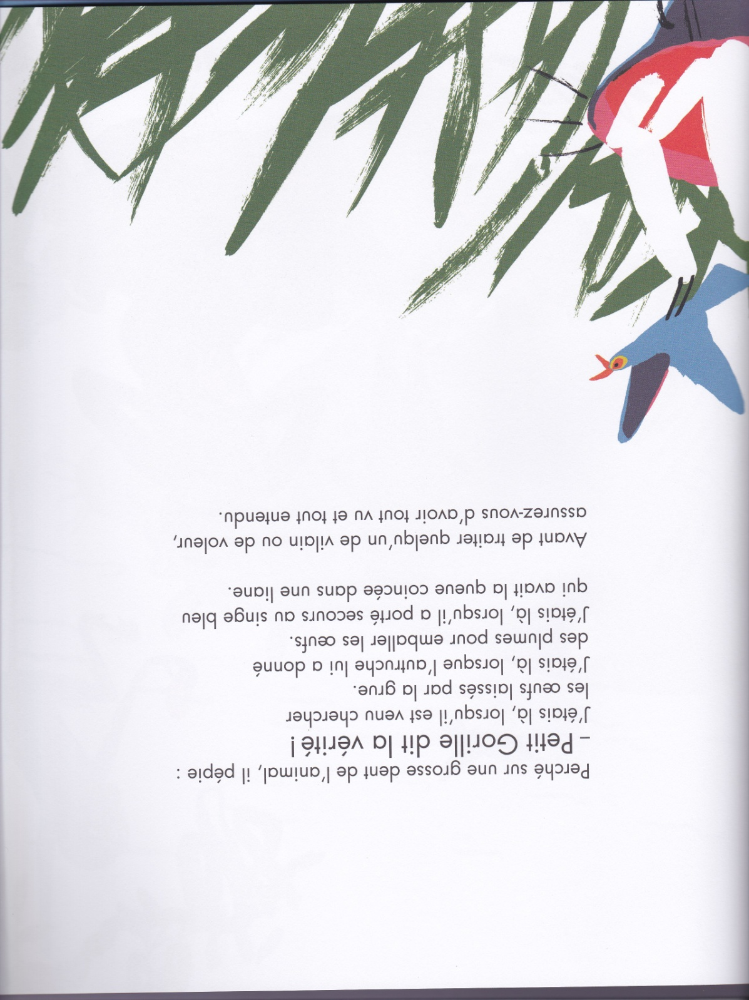 Perché sur une grosse dent de l'animal, il pépie :
– Petit Gorille dit la vérité !
J'étais là, lorsqu'il est venu chercher
les œufs laissés par la grue.
J'étais là, lorsque l'autruche lui a donné
des plumes pour emballer les œufs.
J'étais là, lorsqu'il a porté secours au singe bleu
qui avait la queue coincée dans une liane.
Avant de traiter quelqu'un de vilain ou de voleur,
assurez-vous d'avoir tout vu et tout entendu.